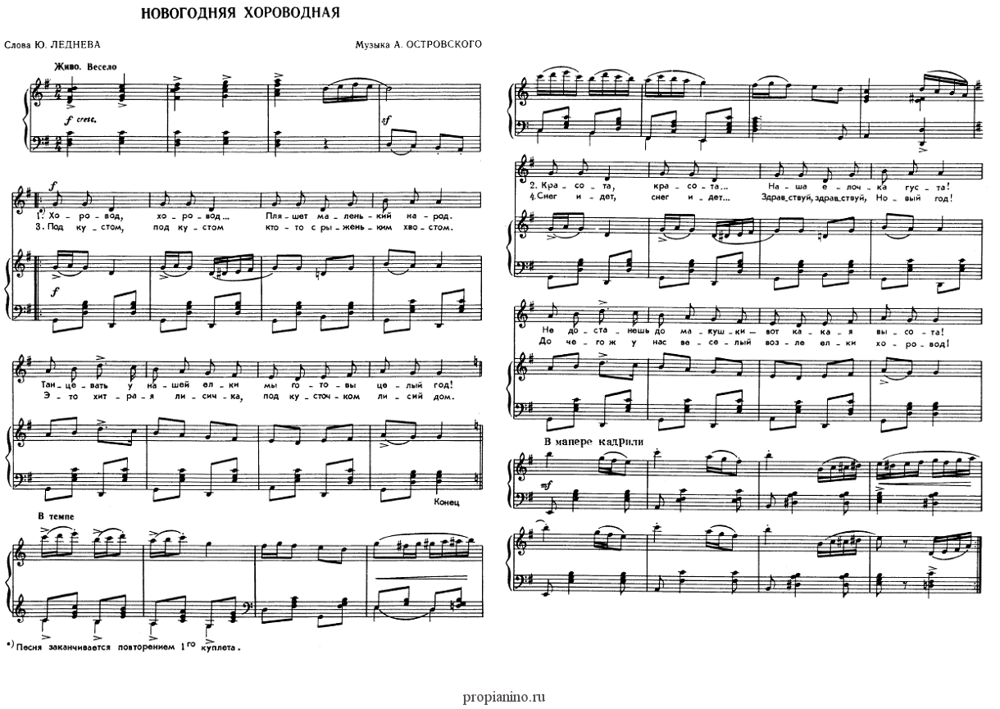 НОВОГОДНЯЯ ХОРОВОДНАЯ
Слова Ю. ЛЕДНЕВА
Музыка А. ОСТРОВСКОГО
Живо. Весело
f cresc.
sf
f
1. Хо-ро-вод, хо-ро-вод... Пля-шет ма-лень-кий на-род.
3. Под ку-стом, под ку-стом кто-то с ры-жень-ким хво-стом.
f
Тан-це-вать у на-шей ел-ки мы го-то-вы це-лый год!
Э-то хит-ра-я ли-сич-ка, под ку-сточ-ком ли-сий дом.
Конец
В темпе
*) Песня заканчивается повторением 1го куплета.
2. Кра-со-та, кра-со-та... На-ша е-лоч-ка гус-та!
4. Снег и-дет, снег и-дет... Здрав-ствуй, здрав-ствуй, Но-вый год!
Не до-ста-нешь до ма-куш-ки-вот ка-ка-я вы-со-та!
До че-го ж у нас ве-се-лый воз-ле ел-ки хо-ро-вод!
В манере кадрили
mf
propianino.ru